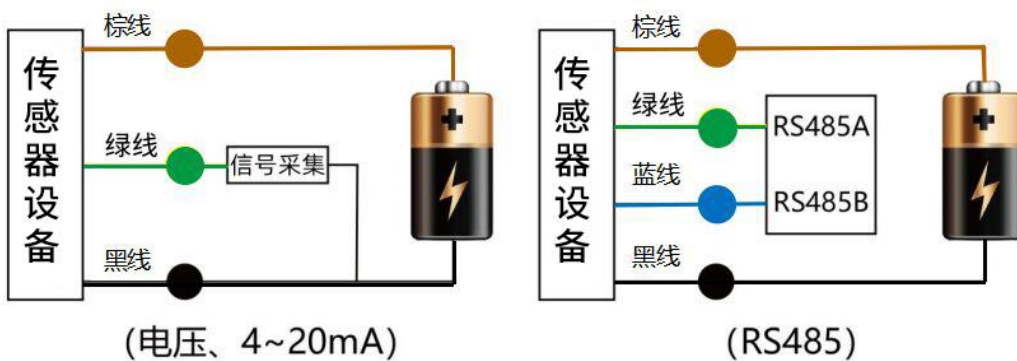 棕线
传感器设备
绿线
信号采集
黑线
(电压、4~20mA)
棕线
传感器设备
绿线
RS485A
蓝线
RS485B
黑线
(RS485)